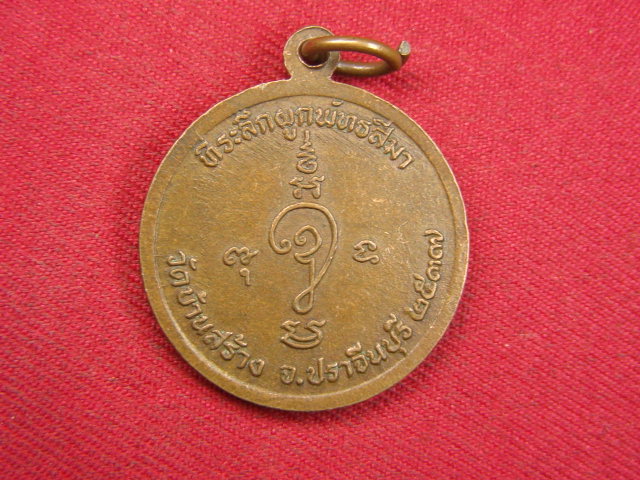 ที่ระลึกผูกพัทธสีมา
วัดบ้านสร้าง จ.ปราจีนบุรี ๒๕๓๗